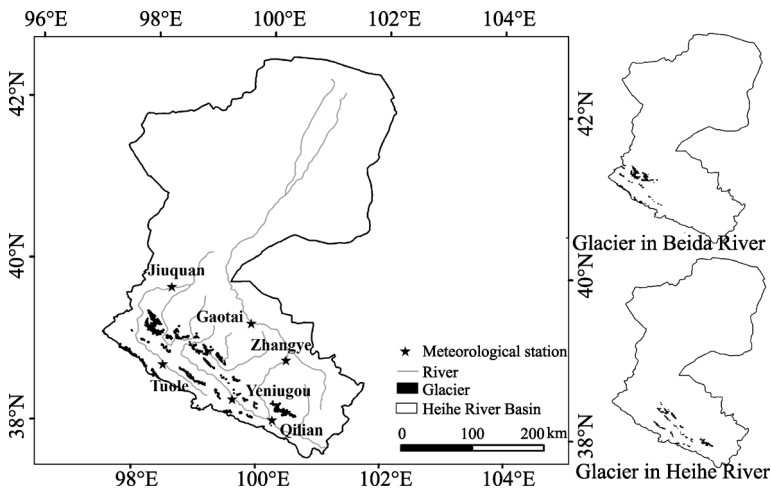 96°E 98°E 100°E 102°E 104°E
42°N
42°N
Glacier in Beida River
40°N
40°N
Jiuquan
Gaotai
Zhangye
Meteorological station
River
Tuole
Yeniugou
Glacier
Heihe River Basin
38°N
38°N
Qilian
0 100 200 km
Glacier in Heihe River
98°E 100°E 102°E 104°E